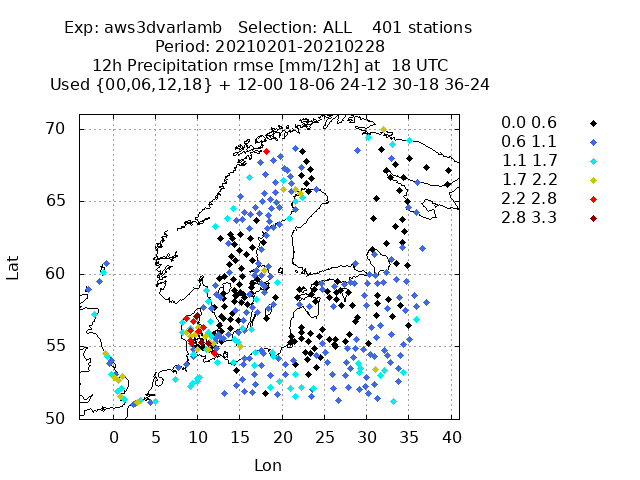 Exp: aws3dvarlamb   Selection: ALL    401 stations
Period: 20210201-20210228
12h Precipitation rmse [mm/12h] at  18 UTC
Used {00,06,12,18} + 12-00 18-06 24-12 30-18 36-24
70
65
60
55
50
Lat
0 5 10 15 20 25 30 35 40
Lon
0.0 0.6
0.6 1.1
1.1 1.7
1.7 2.2
2.2 2.8
2.8 3.3